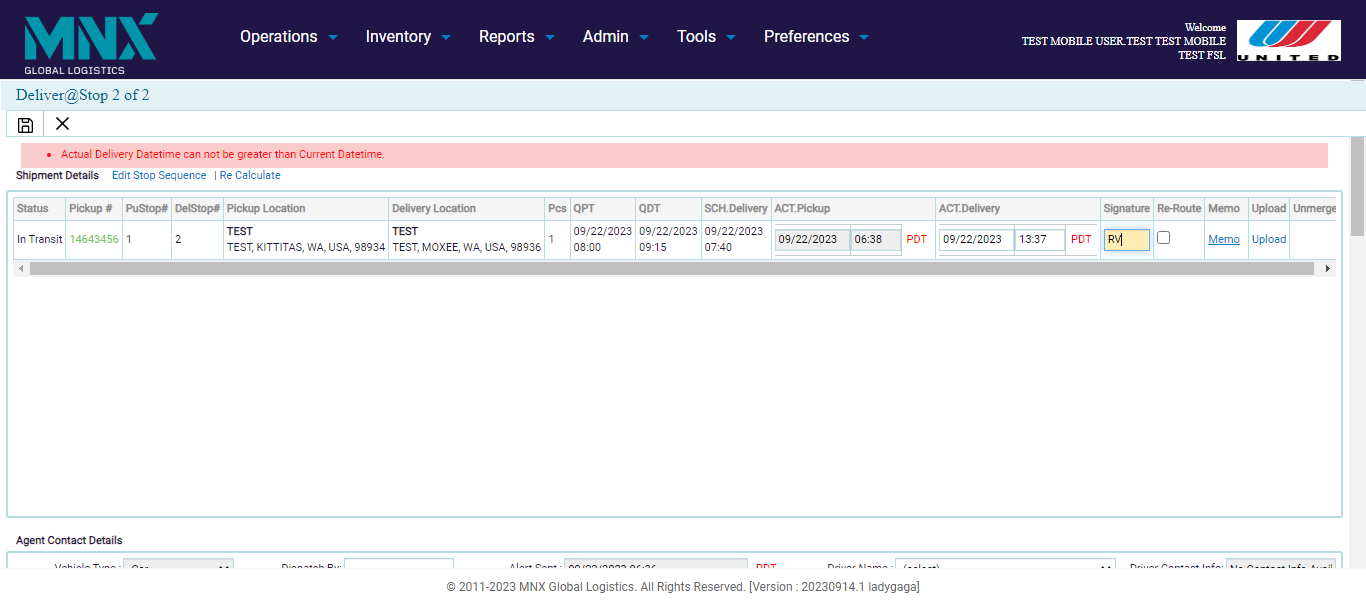 MNX
GLOBAL LOGISTICS
Operations Inventory Reports Admin Tools Preferences
Welcome
TEST MOBILE USER.TEST TEST MOBILE
TEST FSL
UNITED
Deliver@Stop 2 of 2
Actual Delivery Datetime can not be greater than Current Datetime.
Shipment Details Edit Stop Sequence | Re Calculate
Status Pickup # PuStop# DelStop# Pickup Location Delivery Location Pcs QPT QDT SCH.Delivery ACT.Pickup ACT.Delivery Signature Re-Route Memo Upload Unmerge
In Transit 14643456 1 2 TEST TEST, KITTITAS, WA, USA, 98934 TEST TEST, MOXEE, WA, USA, 98936 1 09/22/2023 08:00 09/22/2023 09:15 09/22/2023 07:40 09/22/2023 06:38 PDT 09/22/2023 13:37 PDT RV Memo Upload
Agent Contact Details
Vehicle Type : Car Dispatch By: Alert Sent : 09/22/2023 06:36 PDT Driver Name : (select) Driver Contact Info: No Contact Info Avail
© 2011-2023 MNX Global Logistics. All Rights Reserved. [Version : 20230914.1 ladygaga]